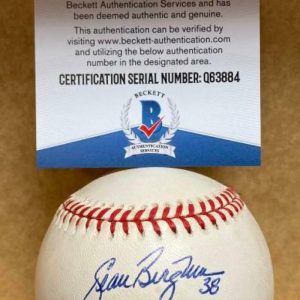 Beckett Authentication Services and has
been deemed authentic and genuine.
This authentication can be verified by
visiting www.beckett-authentication.com
and utilizing the below number in the
designated area.
CERTIFICATION SERIAL NUMBER: Q63884
BECKETT
B
AUTHENTICATION
SERVICES
Sean Bergman
38